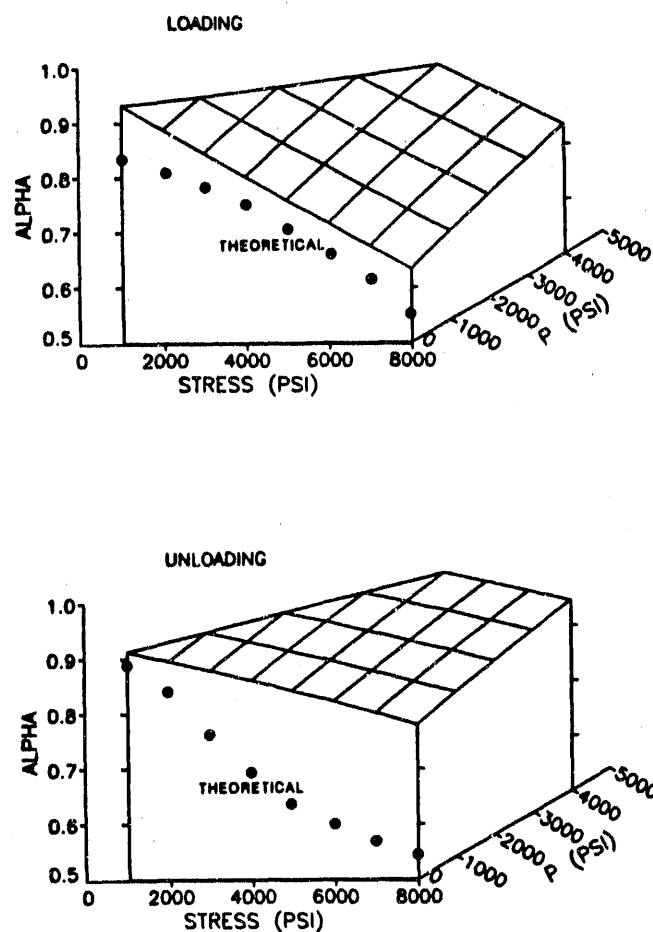 LOADING
1.0
0.9
0.8
0.7
0.6
0.5
ALPHA
THEORETICAL
0 2000 4000 6000 8000
STRESS (PSI)
0 1000 2000 3000 4000 5000
P (PSI)
UNLOADING
1.0
0.9
0.8
0.7
0.6
0.5
ALPHA
THEORETICAL
0 2000 4000 6000 8000
STRESS (PSI)
0 1000 2000 3000 4000 5000
P (PSI)